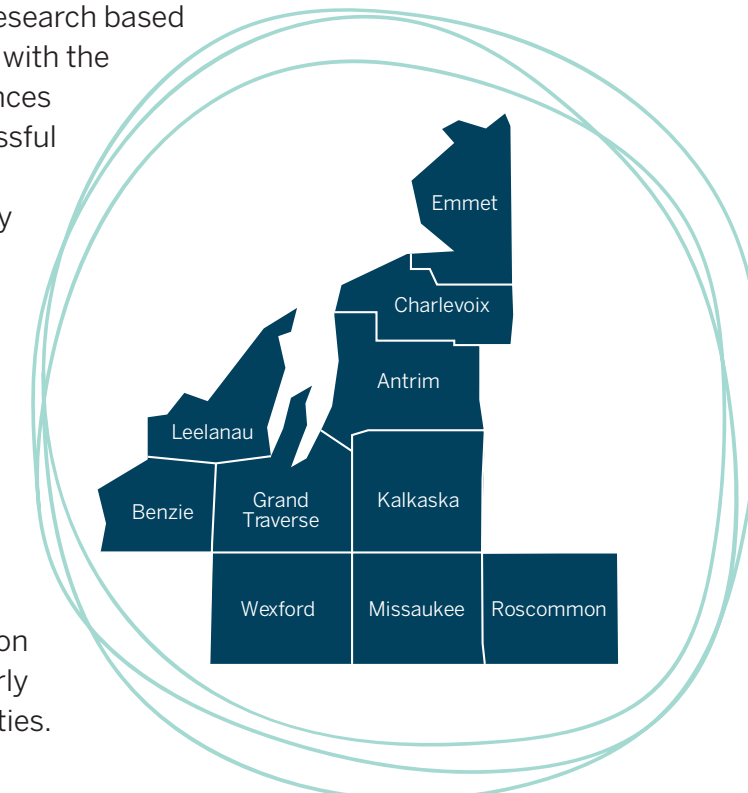 esearch based
with the
nces
ssful
y
on
rly
ties.
Emmet
Charlevoix
Antrim
Leelanau
Benzie
Grand
Traverse
Kalkaska
Wexford
Missaukee
Roscommon